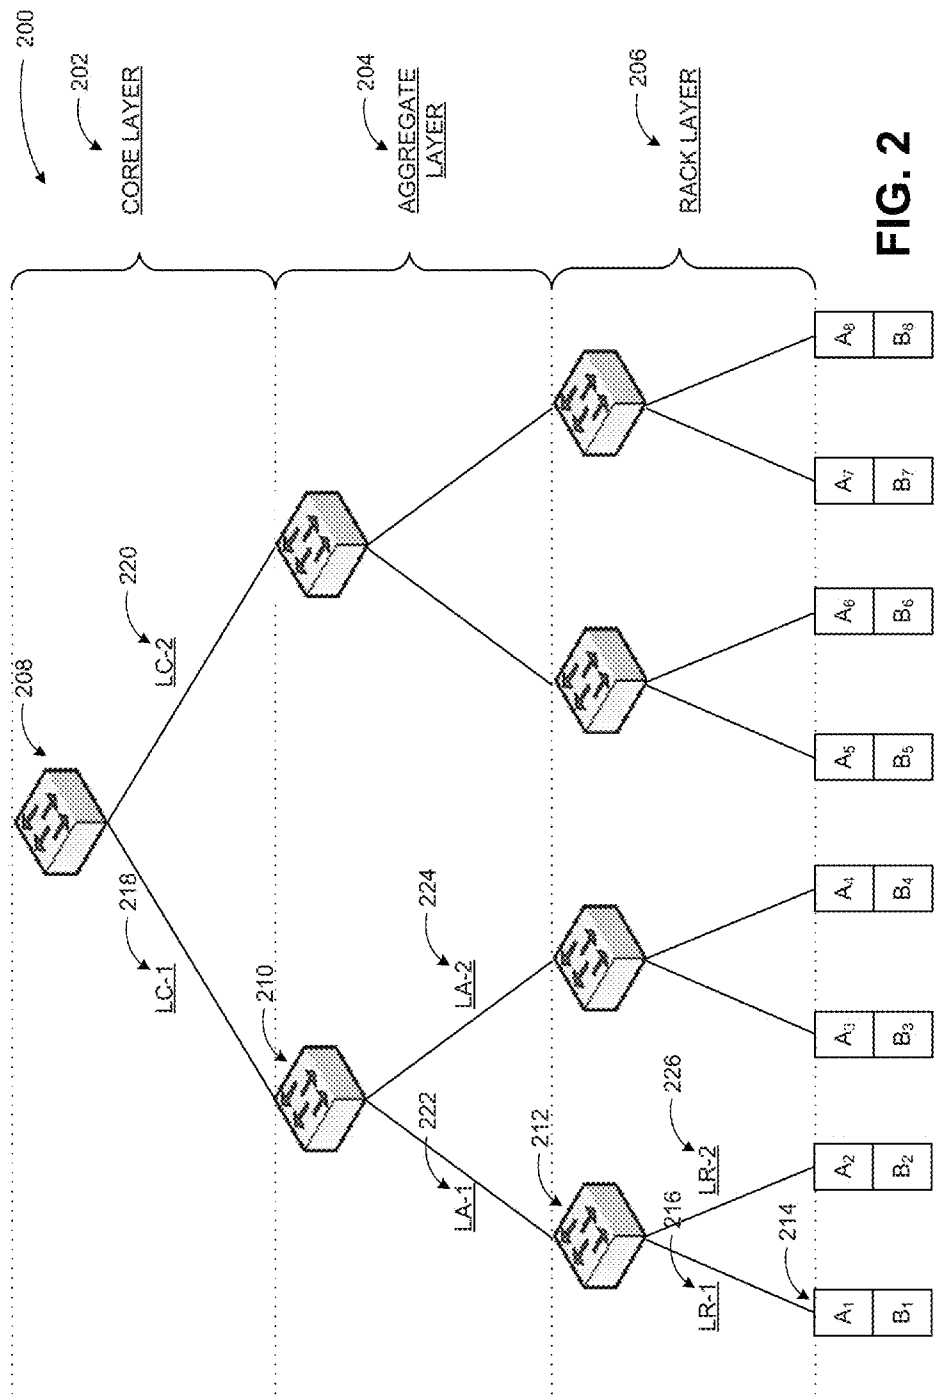 200
202
CORE LAYER
204
AGGREGATE
LAYER
206
RACK LAYER
208
LC-1
218
LC-2
220
210
LA-1
222
LA-2
224
212
LR-1
216
LR-2
226
214
A1
B1
A2
B2
A3
B3
A4
B4
A5
B5
A6
B6
A7
B7
A8
B8
FIG. 2